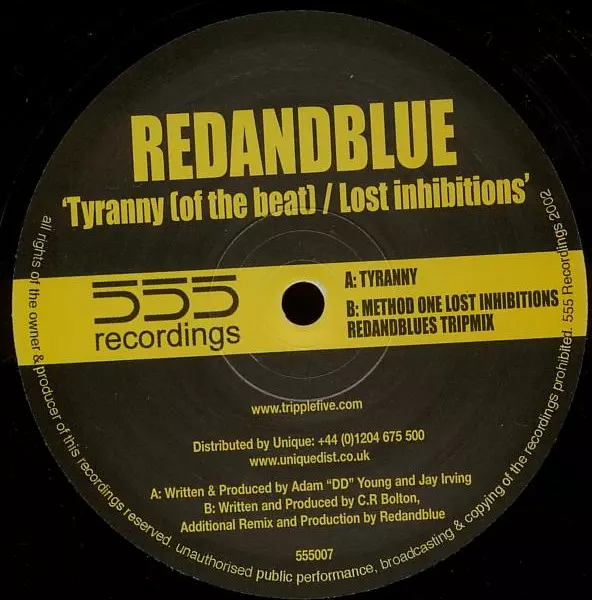 REDANDBLUE
'Tyranny (of the beat) / Lost inhibitions'
555
recordings
A: TYRANNY
B: METHOD ONE LOST INHIBITIONS
REDANDBLUES TRIPMIX
www.tripplefive.com
Distributed by Unique: +44 (0)1204 675 500
www.uniquedist.co.uk
A: Written & Produced by Adam "DD" Young and Jay Irving
B: Written and Produced by C.R Bolton,
Additional Remix and Production by Redandblue
555007
all rights of the owner & producer of this recordings reserved. unauthorised public performance, broadcasting & copying of the recordings prohibited. 555 Recordings 2002